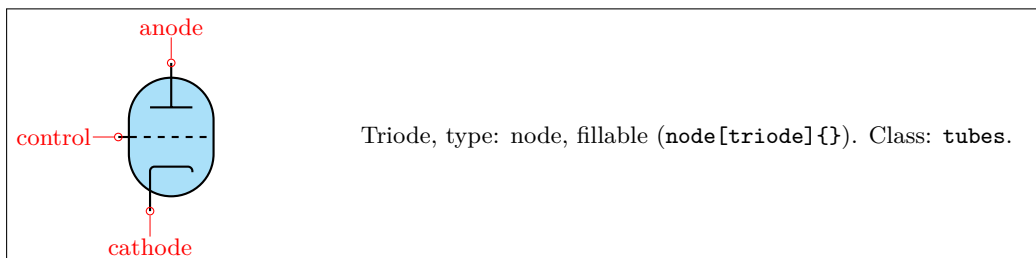 anode
control
Triode, type: node, fillable (node[triode]{}). Class: tubes.
cathode